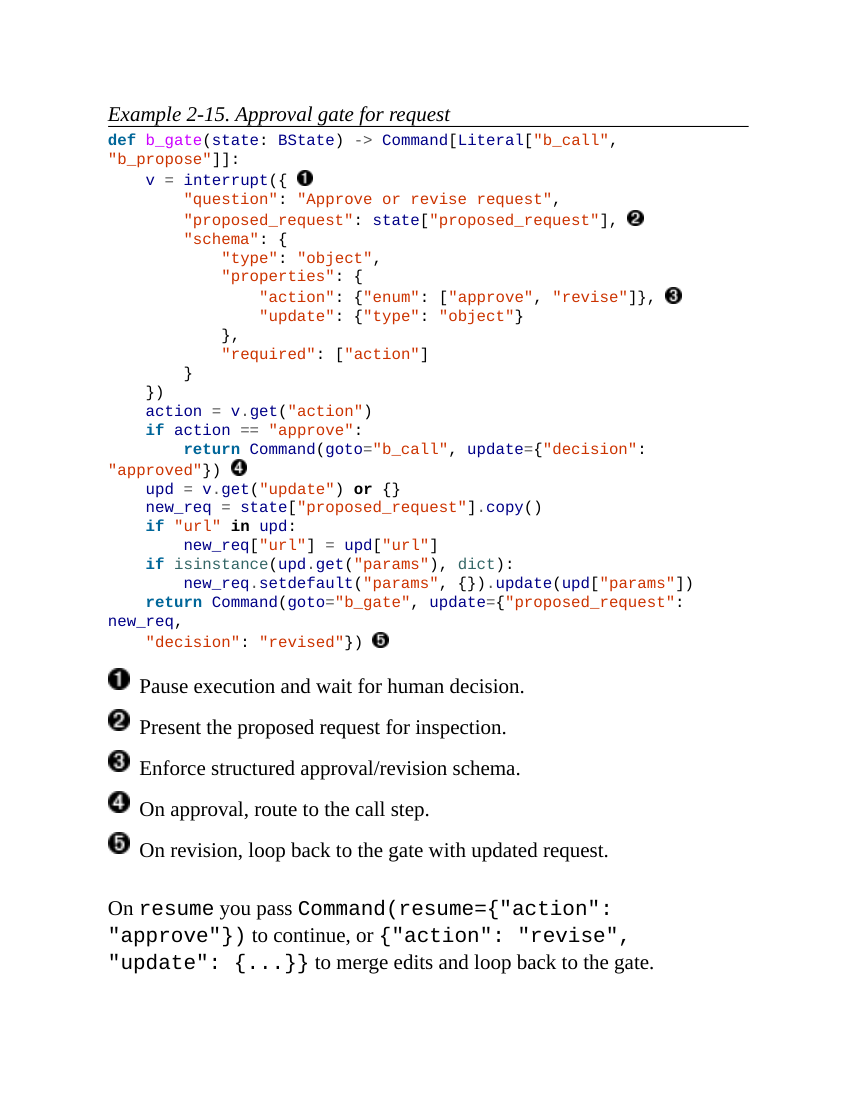 Example 2-15. Approval gate for request
def b_gate(state: BState) -> Command[Literal["b_call",
"b_propose"]]:
    v = interrupt({ ❶
        "question": "Approve or revise request",
        "proposed_request": state["proposed_request"], ❷
        "schema": {
            "type": "object",
            "properties": {
                "action": {"enum": ["approve", "revise"]}, ❸
                "update": {"type": "object"}
            },
            "required": ["action"]
        }
    })
    action = v.get("action")
    if action == "approve":
        return Command(goto="b_call", update={"decision":
"approved"}) ❹
    upd = v.get("update") or {}
    new_req = state["proposed_request"].copy()
    if "url" in upd:
        new_req["url"] = upd["url"]
    if isinstance(upd.get("params"), dict):
        new_req.setdefault("params", {}).update(upd["params"])
    return Command(goto="b_gate", update={"proposed_request":
new_req,
    "decision": "revised"}) ❺
❶ Pause execution and wait for human decision.
❷ Present the proposed request for inspection.
❸ Enforce structured approval/revision schema.
❹ On approval, route to the call step.
❺ On revision, loop back to the gate with updated request.
On resume you pass Command(resume={"action":
"approve"}) to continue, or {"action": "revise",
"update": {...}} to merge edits and loop back to the gate.